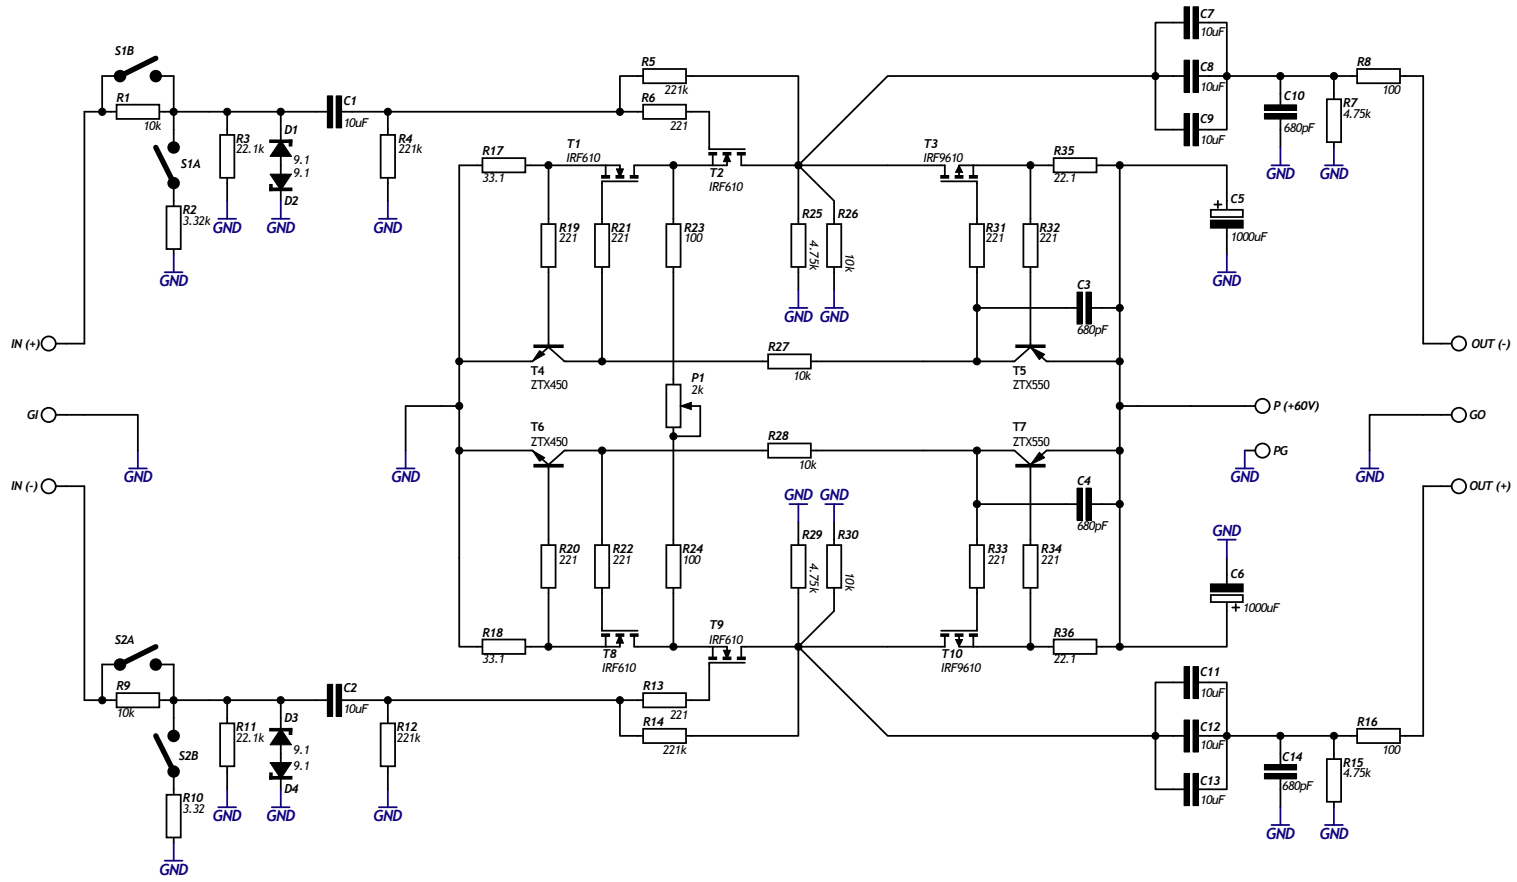 C7
10uF
S1B
R5
221k
C8
10uF
R8
100
R1
10k
C1
10uF
R6
221
C10
680pF
R7
4.75k
D1
9.1
9.1
D2
R3
22.1k
R4
221k
C9
10uF
S1A
R17
33.1
T1
IRF610
T2
IRF610
T3
IRF9610
R35
22.1
GND
GND
R2
3.32k
GND
GND
GND
R19
221
R21
221
R23
100
R25
4.75k
R26
10k
R31
221
R32
221
C5
+
1000uF
GND
GND
C3
680pF
GND
GND
IN (+)
R27
10k
OUT (-)
T4
ZTX450
P1
2k
T5
ZTX550
GI
P (+60V)
GO
T6
ZTX450
R28
10k
T7
ZTX550
PG
GND
GND
GND
GND
IN (-)
GND
GND
C4
680pF
OUT (+)
R20
221
R22
221
R24
100
R29
4.75k
R30
10k
R33
221
R34
221
GND
C6
+
1000uF
S2A
R18
33.1
T8
IRF610
T9
IRF610
T10
IRF9610
R36
22.1
R9
10k
C2
10uF
R13
221
C11
10uF
R11
22.1k
D3
9.1
9.1
D4
R12
221k
R14
221k
C12
10uF
R16
100
S2B
C14
680pF
R15
4.75k
R10
3.32
C13
10uF
GND
GND
GND
GND
GND
GND